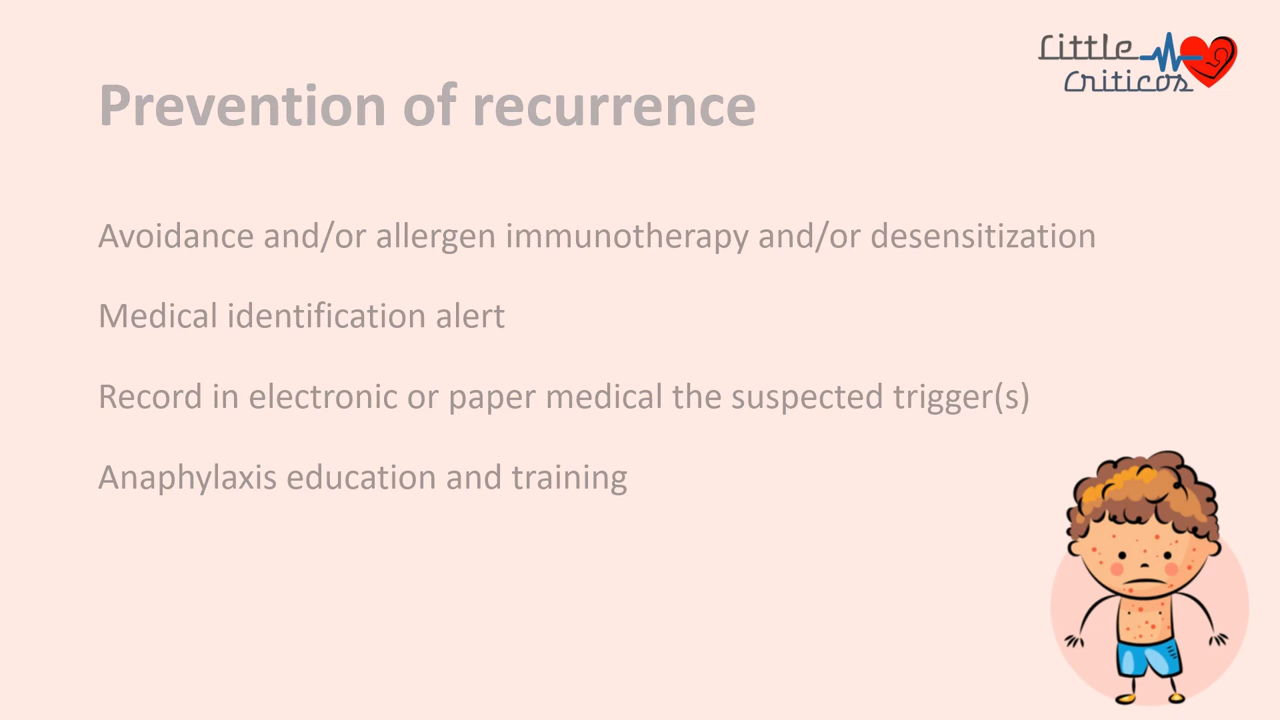 Little
Criticos
Prevention of recurrence
Avoidance and/or allergen immunotherapy and/or desensitization
Medical identification alert
Record in electronic or paper medical the suspected trigger(s)
Anaphylaxis education and training